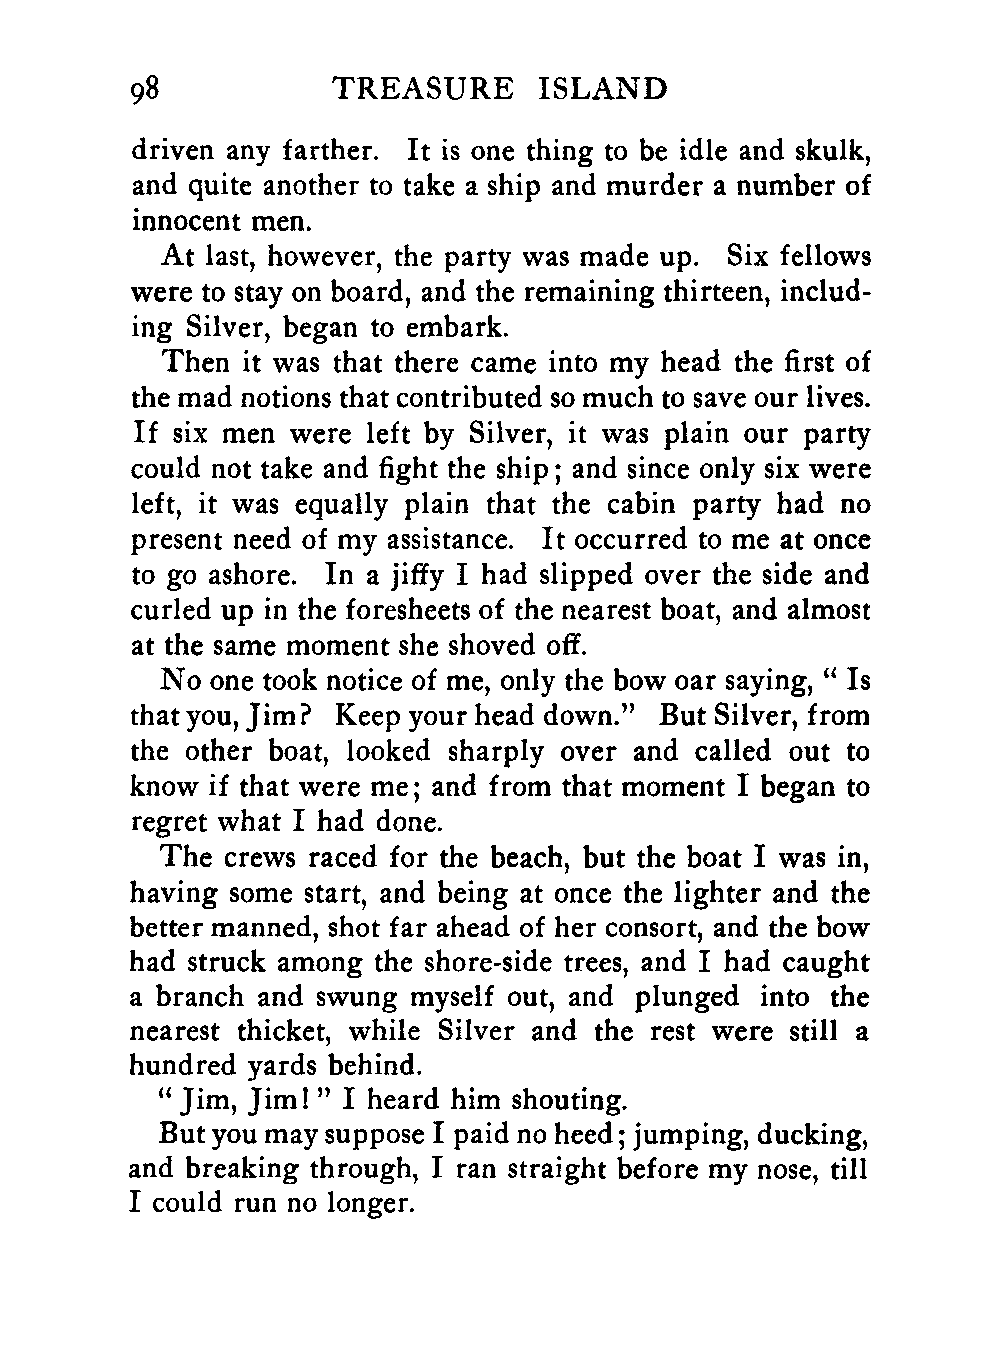 98 TREASURE ISLAND
driven any farther. It is one thing to be idle and skulk,
and quite another to take a ship and murder a number of
innocent men.
At last, however, the party was made up. Six fellows
were to stay on board, and the remaining thirteen, includ-
ing Silver, began to embark.
Then it was that there came into my head the first of
the mad notions that contributed so much to save our lives.
If six men were left by Silver, it was plain our party
could not take and fight the ship; and since only six were
left, it was equally plain that the cabin party had no
present need of my assistance. It occurred to me at once
to go ashore. In a jiffy I had slipped over the side and
curled up in the foresheets of the nearest boat, and almost
at the same moment she shoved off.
No one took notice of me, only the bow oar saying, “ Is
that you, Jim? Keep your head down.” But Silver, from
the other boat, looked sharply over and called out to
know if that were me; and from that moment I began to
regret what I had done.
The crews raced for the beach, but the boat I was in,
having some start, and being at once the lighter and the
better manned, shot far ahead of her consort, and the bow
had struck among the shore-side trees, and I had caught
a branch and swung myself out, and plunged into the
nearest thicket, while Silver and the rest were still a
hundred yards behind.
“ Jim, Jim! ” I heard him shouting.
But you may suppose I paid no heed; jumping, ducking,
and breaking through, I ran straight before my nose, till
I could run no longer.